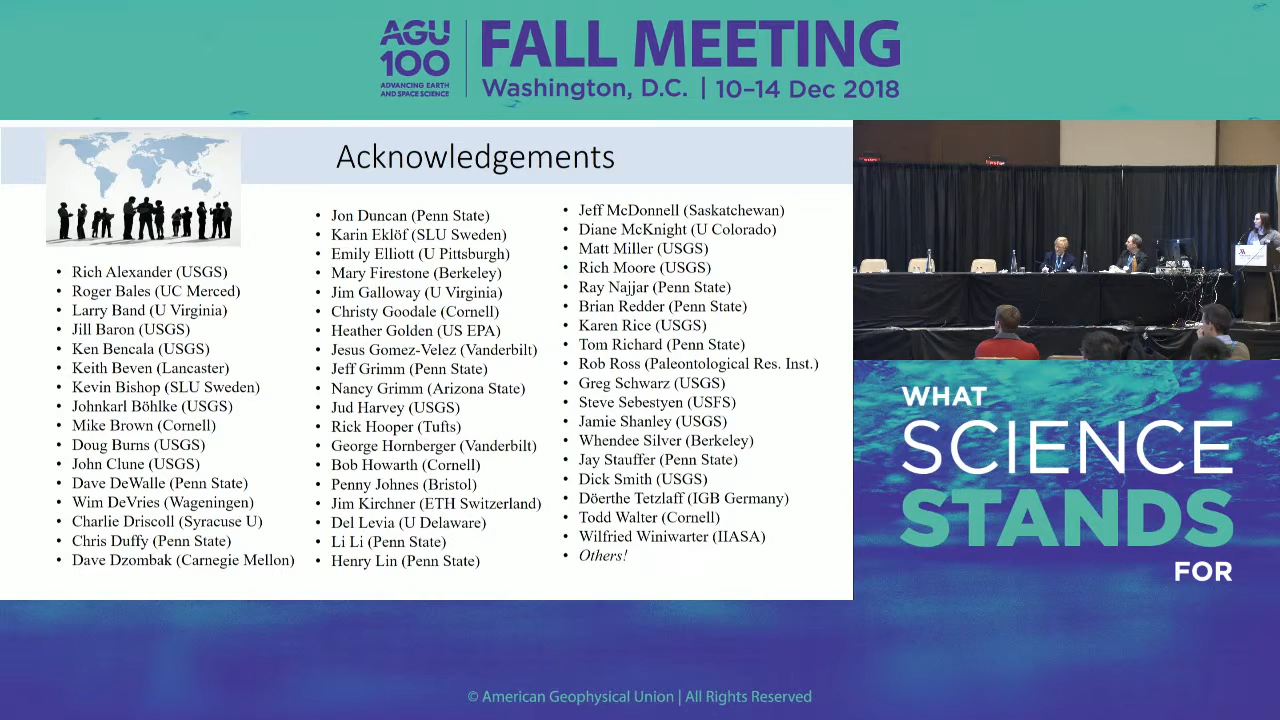 AGU
100
ADVANCING EARTH
AND SPACE SCIENCE
FALL MEETING
Washington, D.C. | 10–14 Dec 2018
Acknowledgements
• Rich Alexander (USGS)
• Roger Bales (UC Merced)
• Larry Band (U Virginia)
• Jill Baron (USGS)
• Ken Bencala (USGS)
• Keith Beven (Lancaster)
• Kevin Bishop (SLU Sweden)
• Johnkarl Böhlke (USGS)
• Mike Brown (Cornell)
• Doug Burns (USGS)
• John Clune (USGS)
• Dave DeWalle (Penn State)
• Wim DeVries (Wageningen)
• Charlie Driscoll (Syracuse U)
• Chris Duffy (Penn State)
• Dave Dzombak (Carnegie Mellon)
• Jon Duncan (Penn State)
• Karin Eklöf (SLU Sweden)
• Emily Elliott (U Pittsburgh)
• Mary Firestone (Berkeley)
• Jim Galloway (U Virginia)
• Christy Goodale (Cornell)
• Heather Golden (US EPA)
• Jesus Gomez-Velez (Vanderbilt)
• Jeff Grimm (Penn State)
• Nancy Grimm (Arizona State)
• Jud Harvey (USGS)
• Rick Hooper (Tufts)
• George Hornberger (Vanderbilt)
• Bob Howarth (Cornell)
• Penny Johnes (Bristol)
• Jim Kirchner (ETH Switzerland)
• Del Levia (U Delaware)
• Li Li (Penn State)
• Henry Lin (Penn State)
• Jeff McDonnell (Saskatchewan)
• Diane McKnight (U Colorado)
• Matt Miller (USGS)
• Rich Moore (USGS)
• Ray Najjar (Penn State)
• Brian Redder (Penn State)
• Karen Rice (USGS)
• Tom Richard (Penn State)
• Rob Ross (Paleontological Res. Inst.)
• Greg Schwarz (USGS)
• Steve Sebestyen (USFS)
• Jamie Shanley (USGS)
• Whendee Silver (Berkeley)
• Jay Stauffer (Penn State)
• Dick Smith (USGS)
• Döerthe Tetzlaff (IGB Germany)
• Todd Walter (Cornell)
• Wilfried Winiwarter (IIASA)
• Others!
WHAT
SCIENCE
STANDS
FOR
© American Geophysical Union | All Rights Reserved